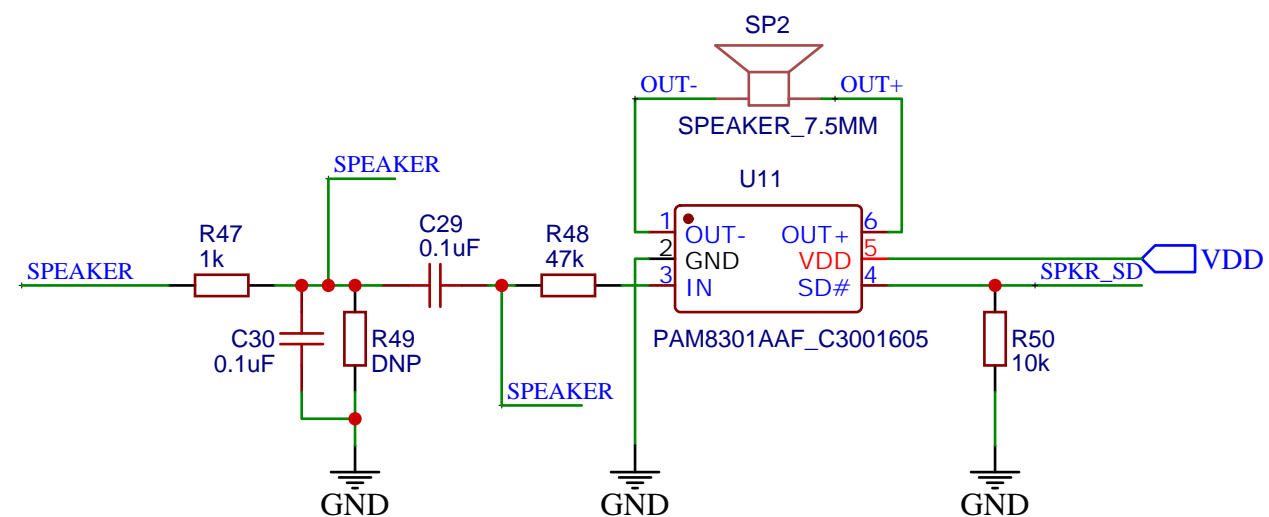 SP2
OUT-
OUT+
SPEAKER_7.5MM
SPEAKER
U11
R47
1k
C29
0.1uF
R48
47k
1
OUT-
OUT+
6
2
GND
VDD
5
3
IN
SD#
4
SPEAKER
SPKR_SD
VDD
C30
0.1uF
R49
DNP
PAM8301AAF_C3001605
R50
10k
SPEAKER
GND
GND
GND